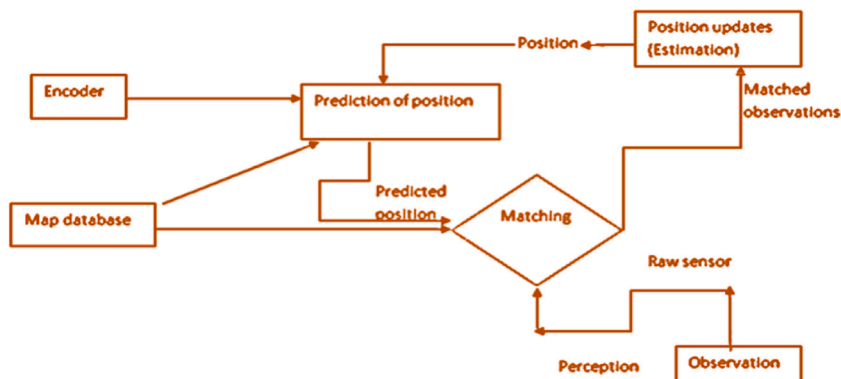 Position updates
(Estimation)
Position
Encoder
Prediction of position
Matched
observations
Predicted
position
Map database
Matching
Raw sensor
Perception
Observation